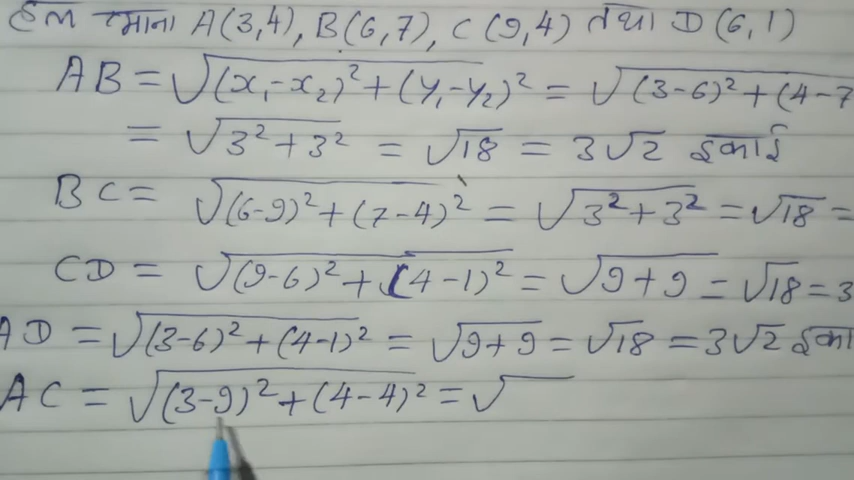 हल माना A(3,4), B(6,7), C(9,4) तथा D(6,1)
AB = √(x₁-x₂)²+(y₁-y₂)² = √(3-6)²+(4-7
= √3²+3² = √18 = 3√2 इकाई
BC = √(6-9)²+(7-4)² = √3²+3² = √18 =
CD = √(9-6)²+(4-1)² = √9+9 = √18 = 3
AD = √(3-6)²+(4-1)² = √9+9 = √18 = 3√2 इका
AC = √(3-9)²+(4-4)² = √